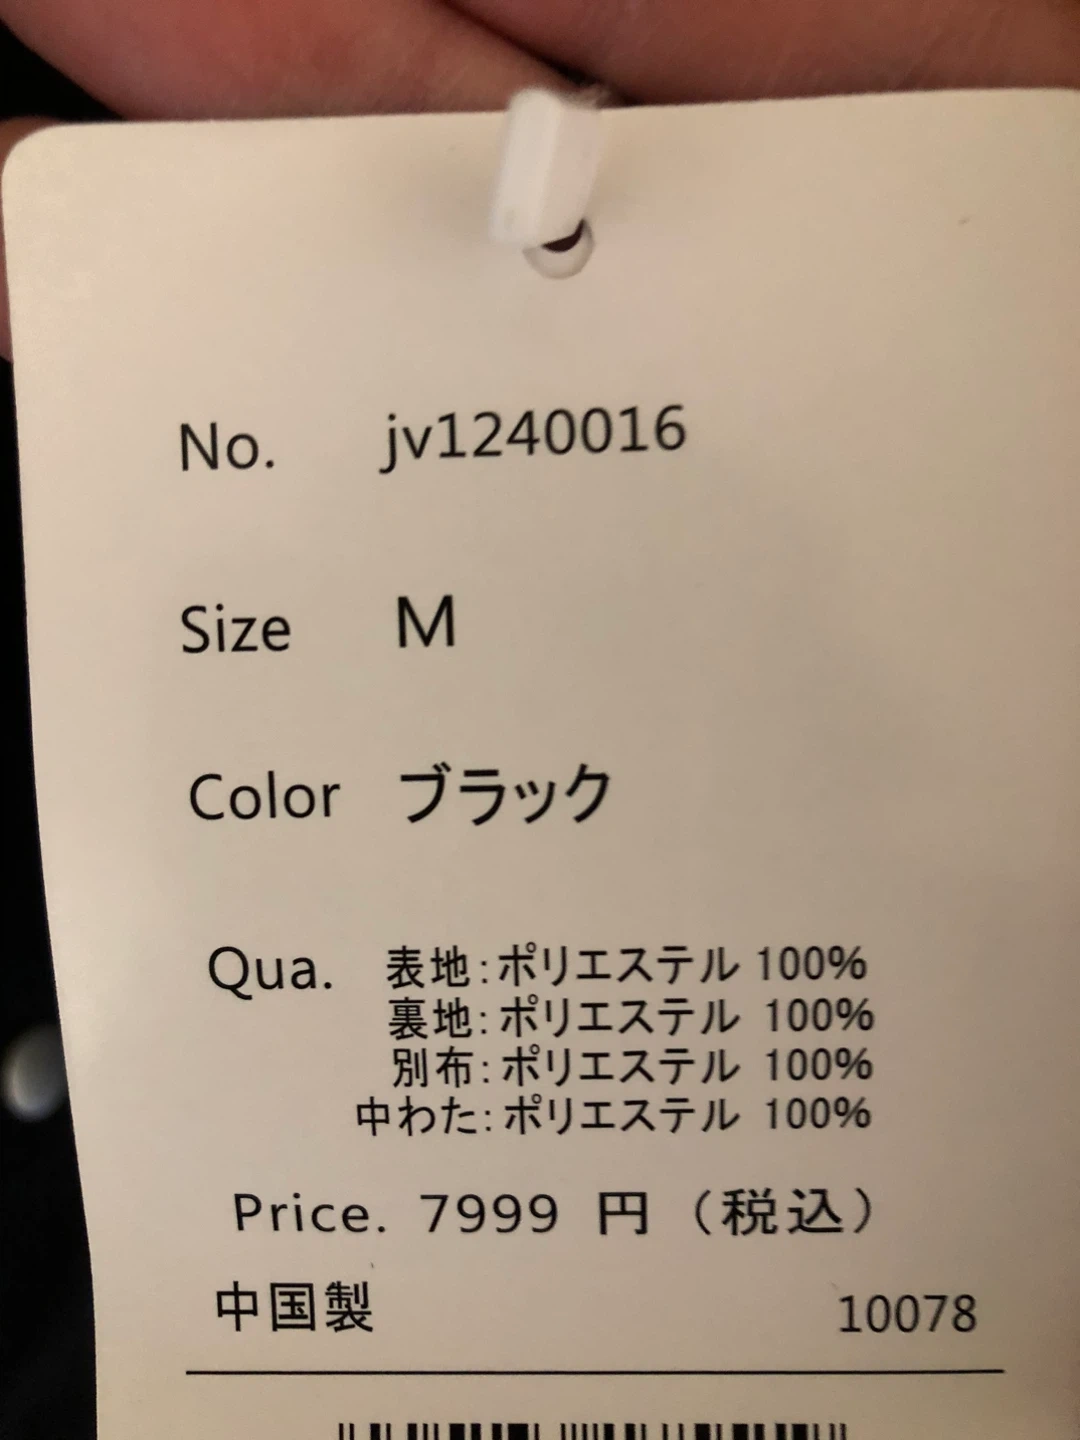 No. jv1240016
Size M
Color ブラック
Qua. 表地:ポリエステル 100%
裏地:ポリエステル 100%
別布:ポリエステル 100%
中わた:ポリエステル 100%
Price. 7999 円（税込）
中国製 10078